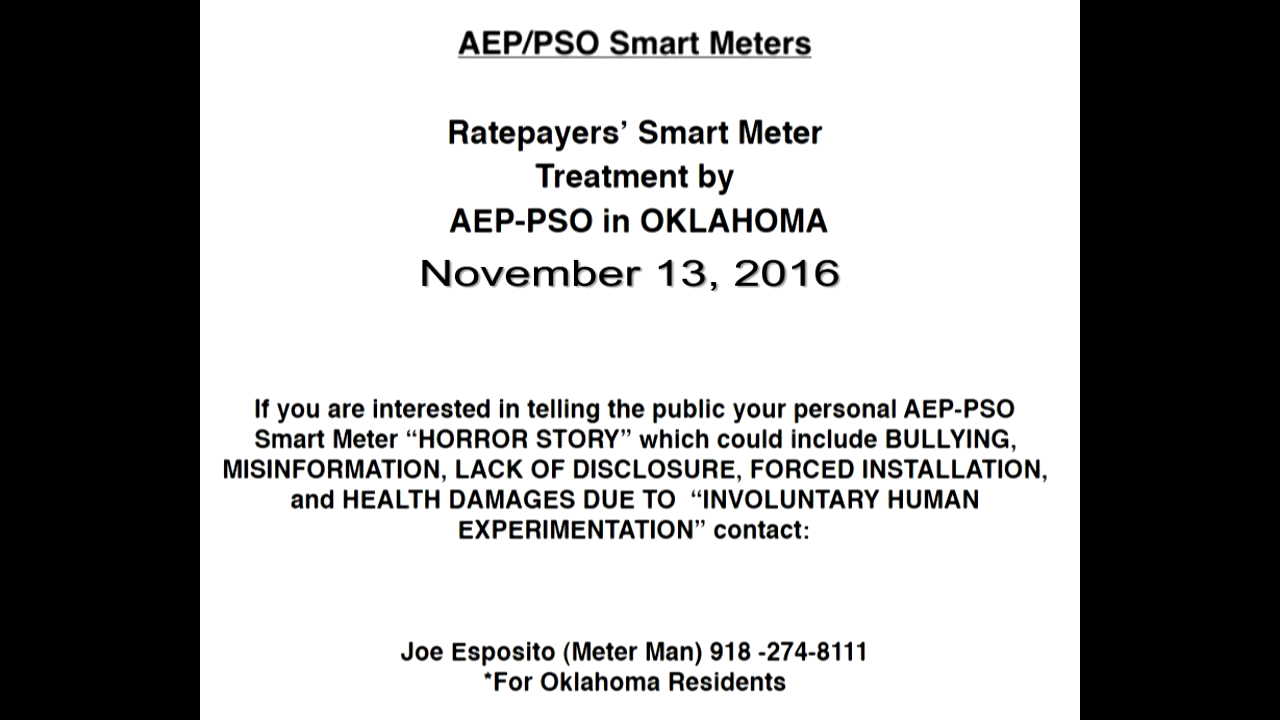 AEP/PSO Smart Meters
Ratepayers’ Smart Meter
Treatment by
AEP-PSO in OKLAHOMA
November 13, 2016
If you are interested in telling the public your personal AEP-PSO
Smart Meter “HORROR STORY” which could include BULLYING,
MISINFORMATION, LACK OF DISCLOSURE, FORCED INSTALLATION,
and HEALTH DAMAGES DUE TO “INVOLUNTARY HUMAN
EXPERIMENTATION” contact:
Joe Esposito (Meter Man) 918 -274-8111
*For Oklahoma Residents